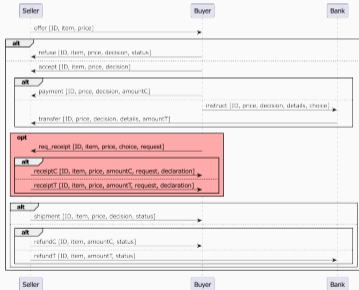 Seller Buyer Bank
offer [ID, item, price]
alt
refuse [ID, item, price, decision, status]
accept [ID, item, price, decision]
alt
payment [ID, item, price, decision, amountC]
instruct [ID, price, decision, details, choice]
transfer [ID, price, decision, details, amountT]
opt
req_receipt [ID, item, price, choice, request]
alt
receiptC [ID, item, price, amountC, request, declaration]
receiptT [ID, item, price, amountT, request, declaration]
alt
shipment [ID, item, price, decision, status]
alt
refundC [ID, item, amountC, status]
refundT [ID, item, amountT, status]
Seller Buyer Bank